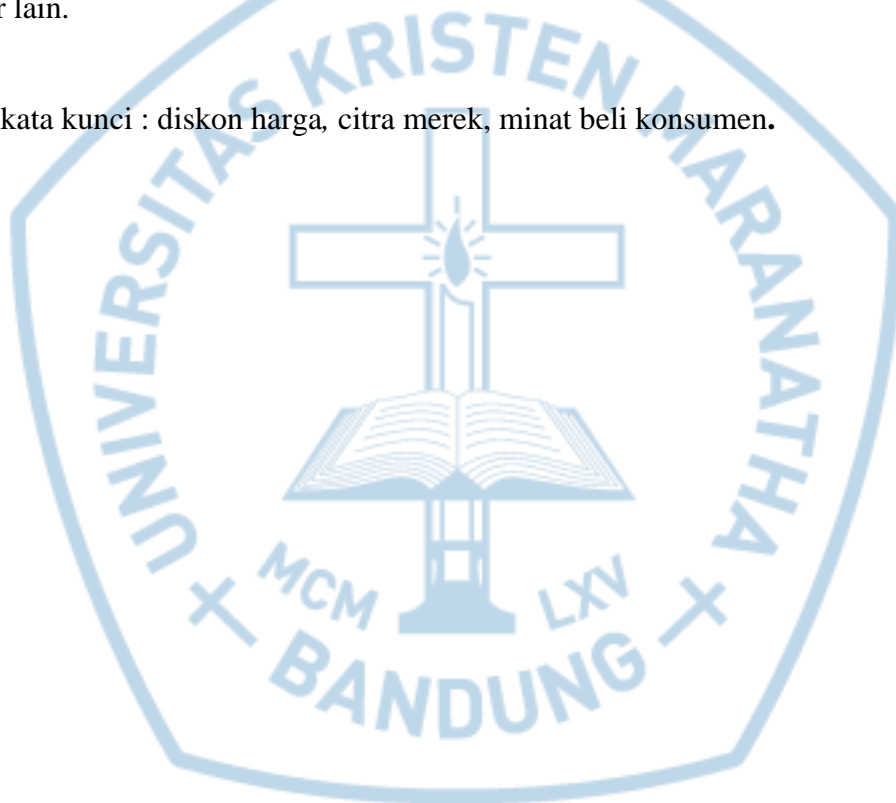 r lain.
kata kunci : diskon harga, citra merek, minat beli konsumen.
UNIVERSITAS KRISTEN MARANATHA
MCM LXV
BANDUNG